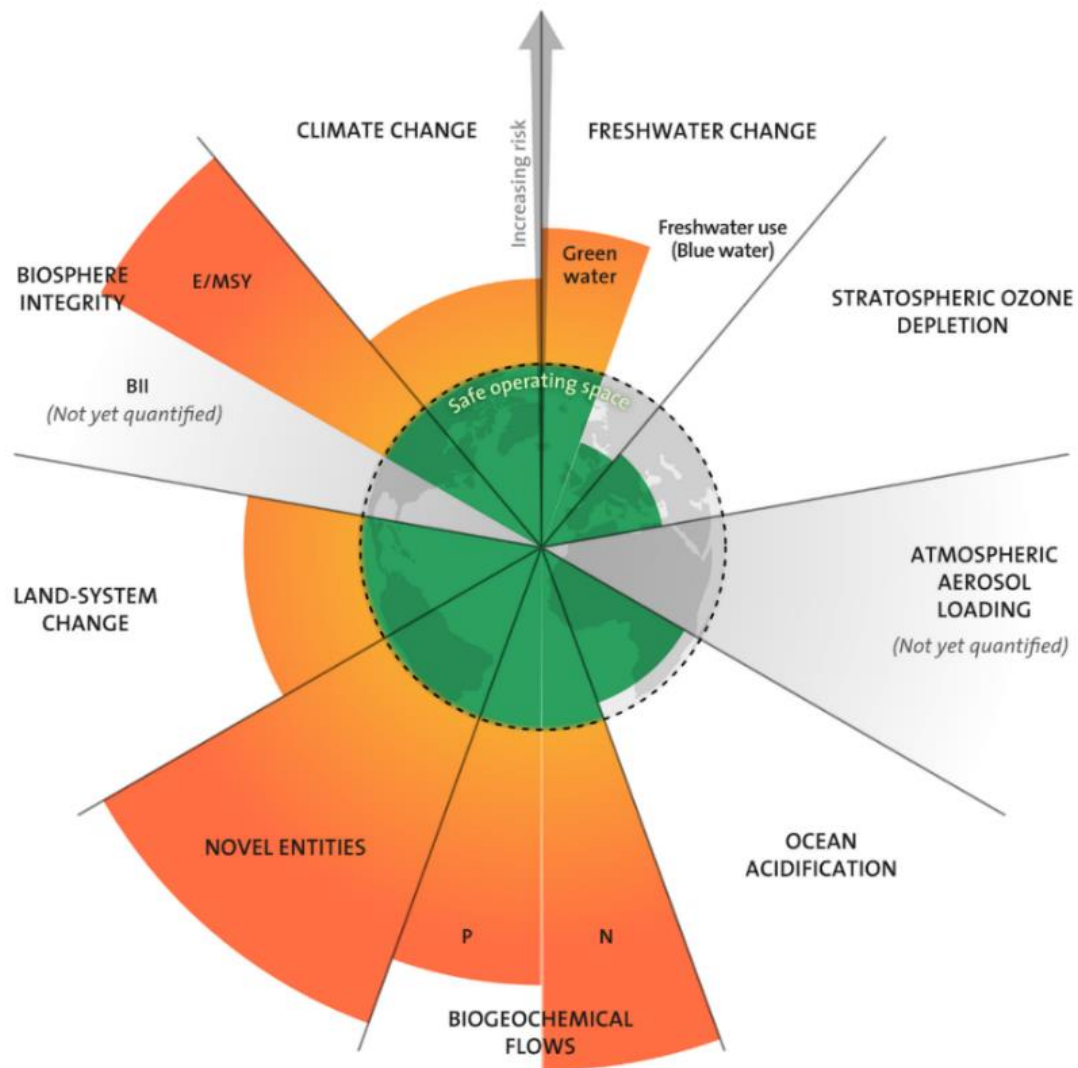 CLIMATE CHANGE
Increasing risk
FRESHWATER CHANGE
Green
water
Freshwater use
(Blue water)
STRATOSPHERIC OZONE
DEPLETION
BIOSPHERE
INTEGRITY
E/MSY
BII
(Not yet quantified)
Safe operating space
ATMOSPHERIC
AEROSOL
LOADING
(Not yet quantified)
LAND-SYSTEM
CHANGE
OCEAN
ACIDIFICATION
NOVEL ENTITIES
P
N
BIOGEOCHEMICAL
FLOWS